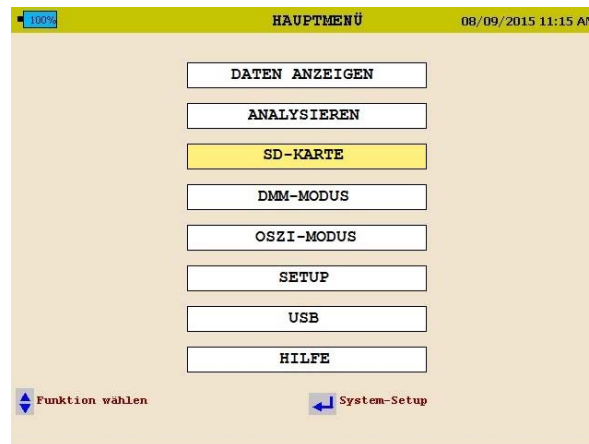 100% HAUPTMENÜ 08/09/2015 11:15 AM
DATEN ANZEIGEN
ANALYSIEREN
SD-KARTE
DMM-MODUS
OSZI-MODUS
SETUP
USB
HILFE
Funktion wählen System-Setup